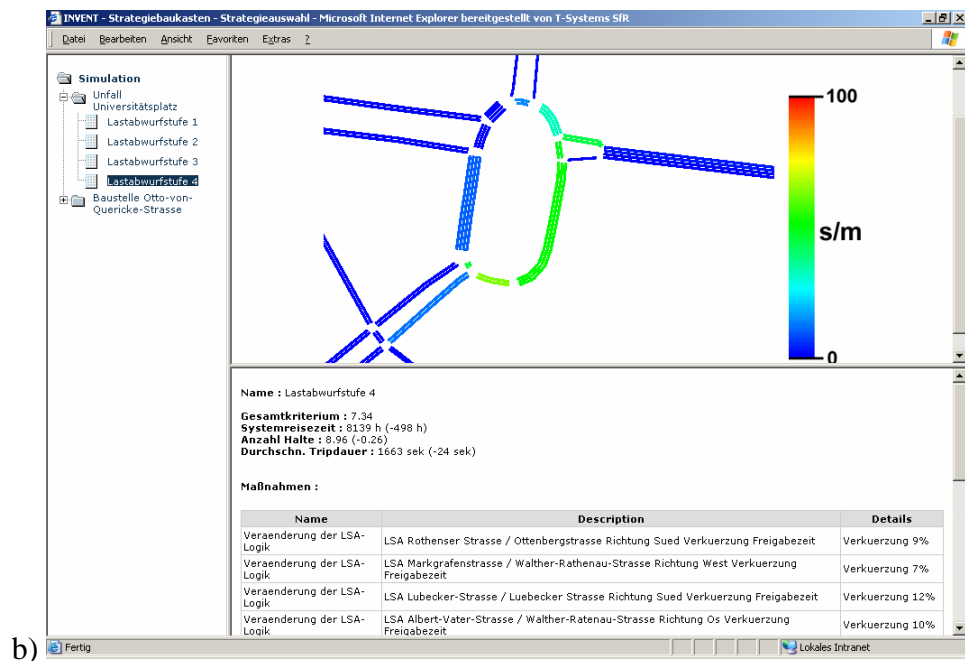 INVENT - Strategiebaukasten - Strategieauswahl - Microsoft Internet Explorer bereitgestellt von T-Systems SfR
Datei Bearbeiten Ansicht Favoriten Extras ?
Simulation
Unfall
Universitätsplatz
Lastabwurfstufe 1
Lastabwurfstufe 2
Lastabwurfstufe 3
Lastabwurfstufe 4
Baustelle Otto-von-
Quericke-Strasse
100
s/m
0
Name : Lastabwurfstufe 4
Gesamtkriterium : 7.34
Systemreisezeit : 8139 h (-498 h)
Anzahl Halte : 8.96 (-0.26)
Durchschn. Tripdauer : 1663 sek (-24 sek)
Maßnahmen :
Name Description Details
Veraenderung der LSA-
Logik
LSA Rothenser Strasse / Ottenbergstrasse Richtung Sued Verkuerzung Freigabezeit
Verkuerzung 9%
Veraenderung der LSA-
Logik
LSA Markgrafenstrasse / Walther-Rathenau-Strasse Richtung West Verkuerzung
Freigabezeit
Verkuerzung 7%
Veraenderung der LSA-
Logik
LSA Lubecker-Strasse / Luebecker Strasse Richtung Sued Verkuerzung Freigabezeit
Verkuerzung 12%
Veraenderung der LSA-
Logik
LSA Albert-Vater-Strasse / Walther-Ratenau-Strasse Richtung Os Verkuerzung
Freigabezeit
Verkuerzung 10%
b)
Fertig
Lokales Intranet